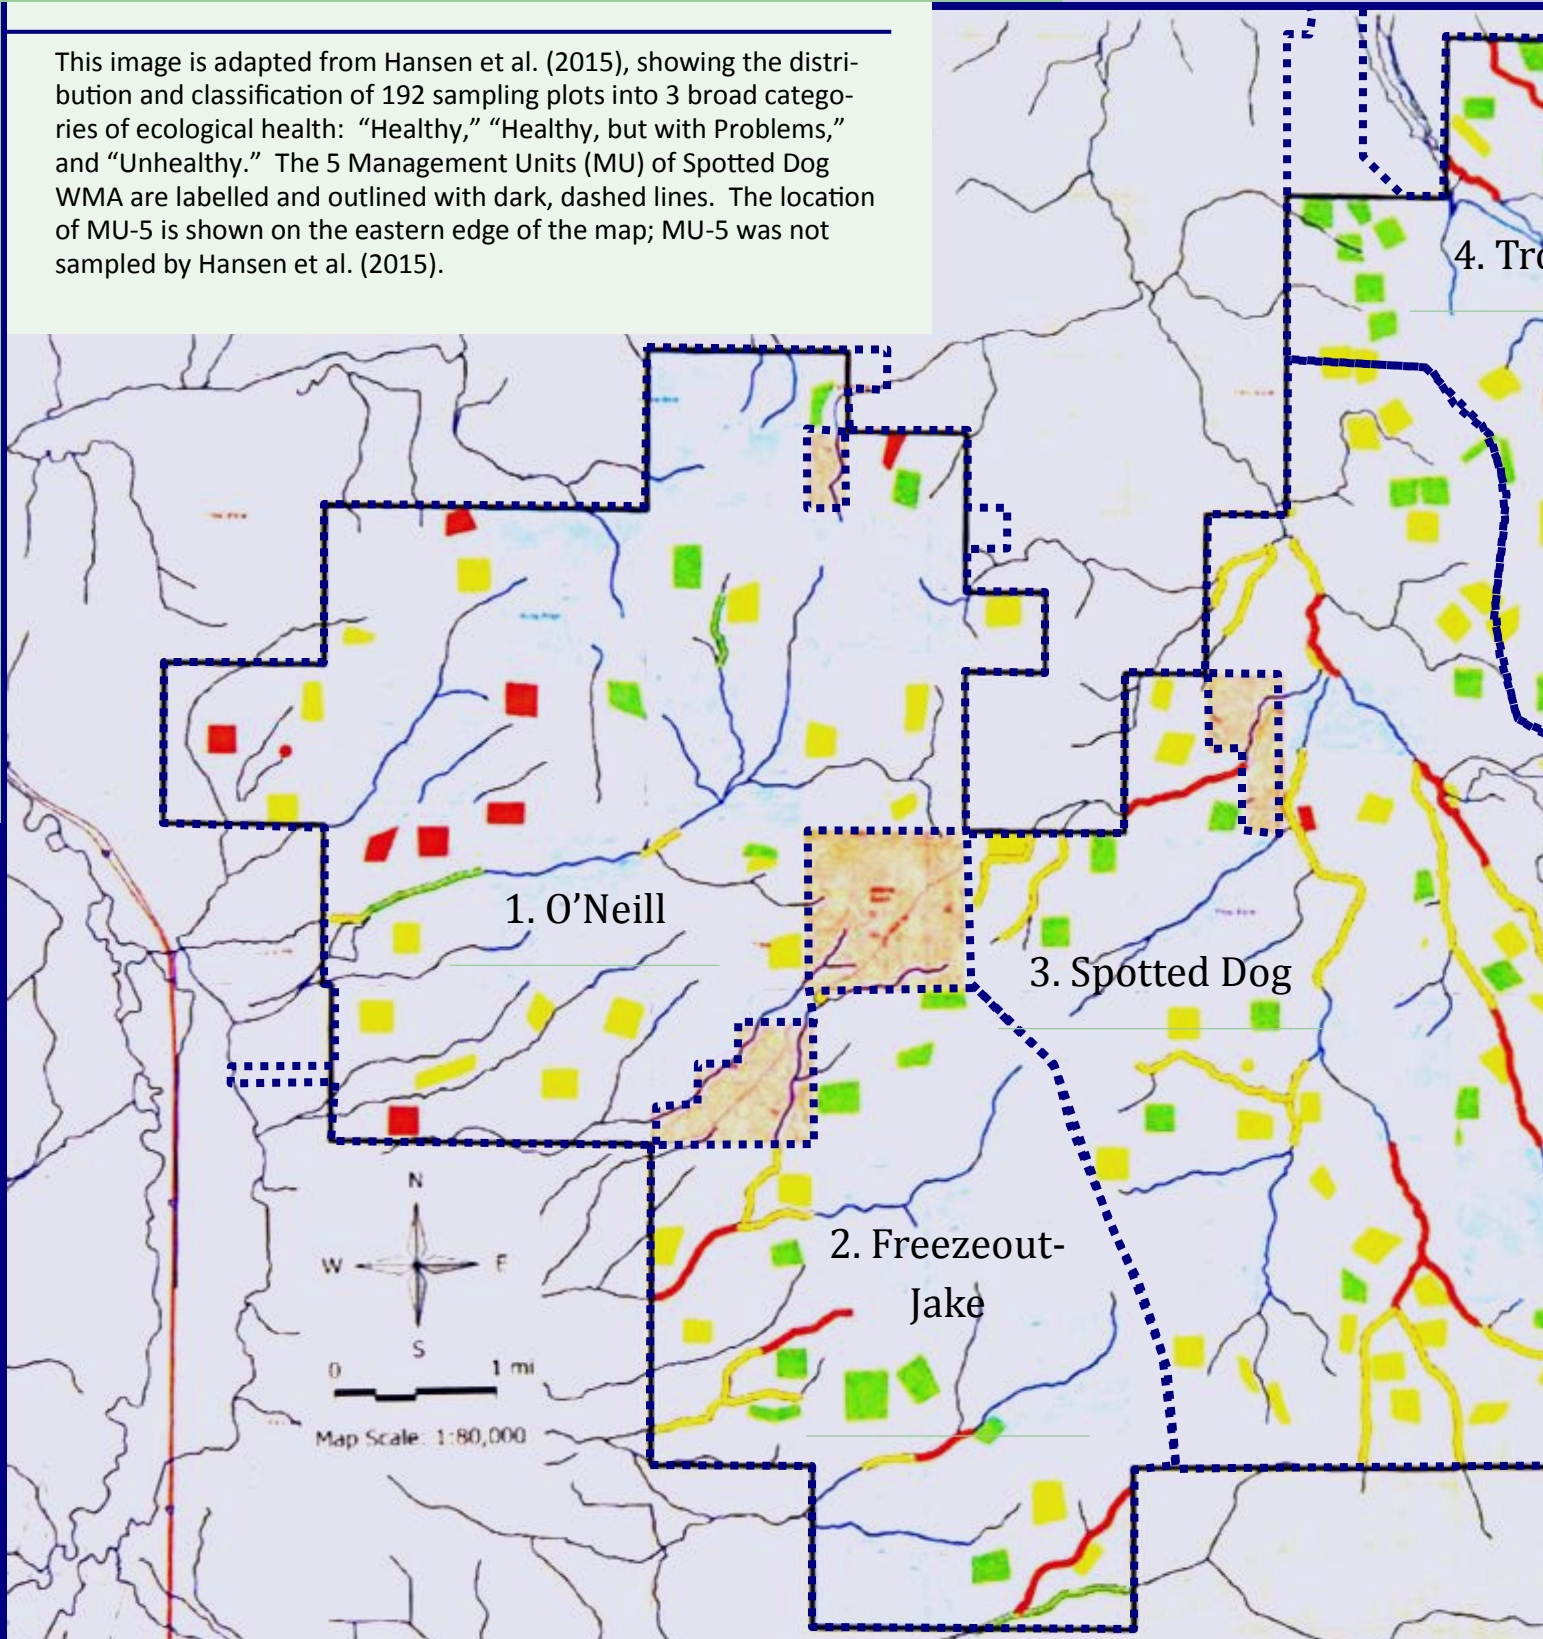 This image is adapted from Hansen et al. (2015), showing the distri-
bution and classification of 192 sampling plots into 3 broad catego-
ries of ecological health:  “Healthy,” “Healthy, but with Problems,”
and “Unhealthy.”  The 5 Management Units (MU) of Spotted Dog
WMA are labelled and outlined with dark, dashed lines.  The location
of MU-5 is shown on the eastern edge of the map; MU-5 was not
sampled by Hansen et al. (2015).
4. Tro
1. O’Neill
3. Spotted Dog
2. Freezeout-
Jake
N
W E
S
0 1 mi
Map Scale: 1:80,000